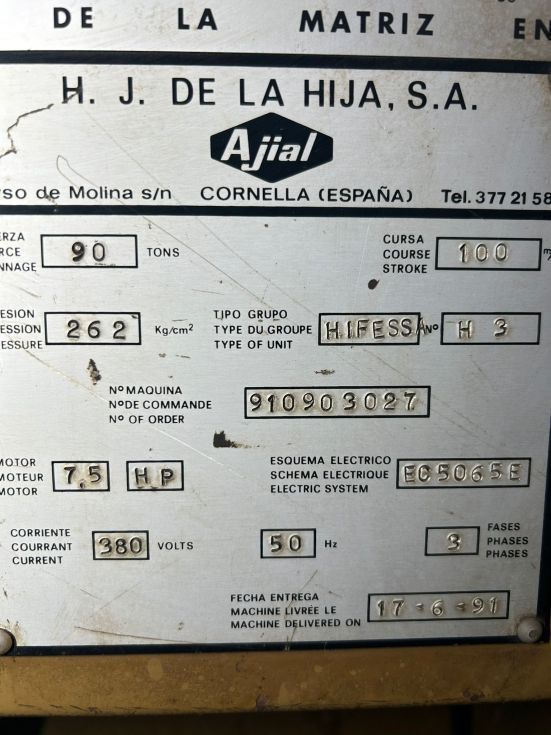 DE LA MATRIZ EN
H. J. DE LA HIJA, S.A.
Ajial
rso de Molina s/n CORNELLA (ESPAÑA) Tel. 377 21 58
ERZA
RCE 90 TONS
NNAGE
CURSA
COURSE 100
STROKE
ESION
ESSION 262 Kg/cm²
ESSURE
TIPO GRUPO
TYPE DU GROUPE HIFESSA Nº H 3
TYPE OF UNIT
Nº MAQUINA
Nº DE COMMANDE 910903027
Nº OF ORDER
MOTOR
MOTEUR 7,5 HP
MOTOR
ESQUEMA ELECTRICO
SCHEMA ELECTRIQUE EC5065E
ELECTRIC SYSTEM
CORRIENTE
COURRANT 380 VOLTS 50 Hz
CURRENT
FASES
3 PHASES
PHASES
FECHA ENTREGA
MACHINE LIVRÉE LE 17-6-91
MACHINE DELIVERED ON